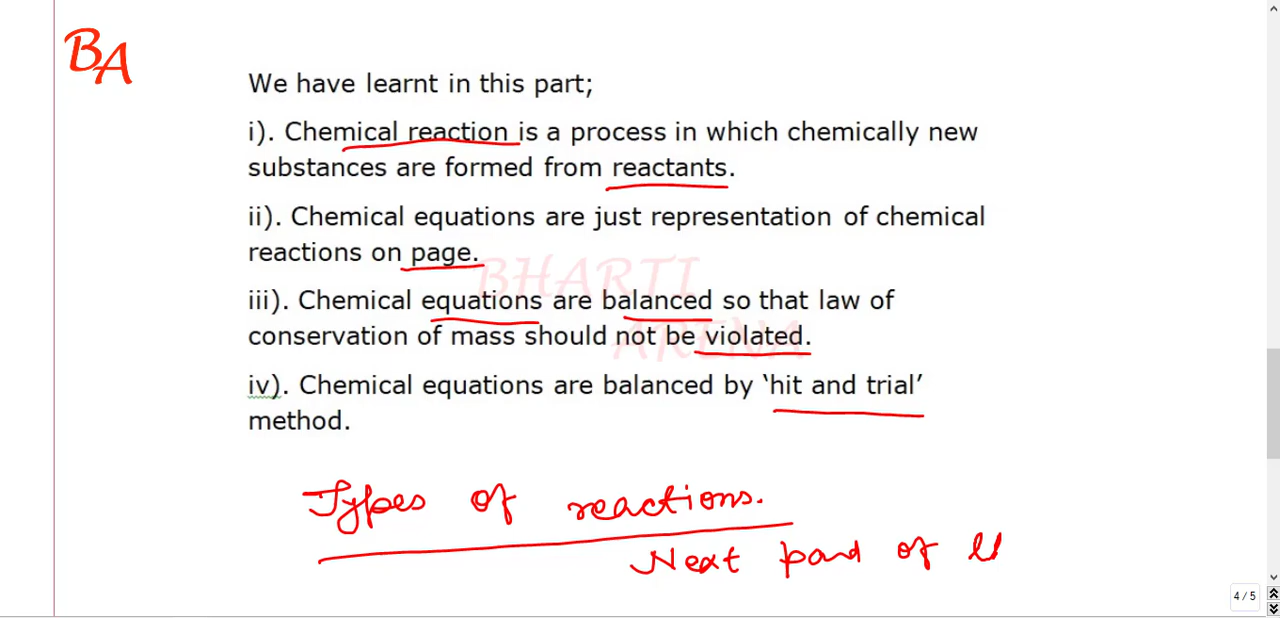 BA
We have learnt in this part;
i). Chemical reaction is a process in which chemically new
substances are formed from reactants.
ii). Chemical equations are just representation of chemical
reactions on page.
BHARTI
iii). Chemical equations are balanced so that law of
conservation of mass should not be violated.
ARENA
iv). Chemical equations are balanced by ‘hit and trial’
method.
Types of reactions.
Next part of
4 / 5